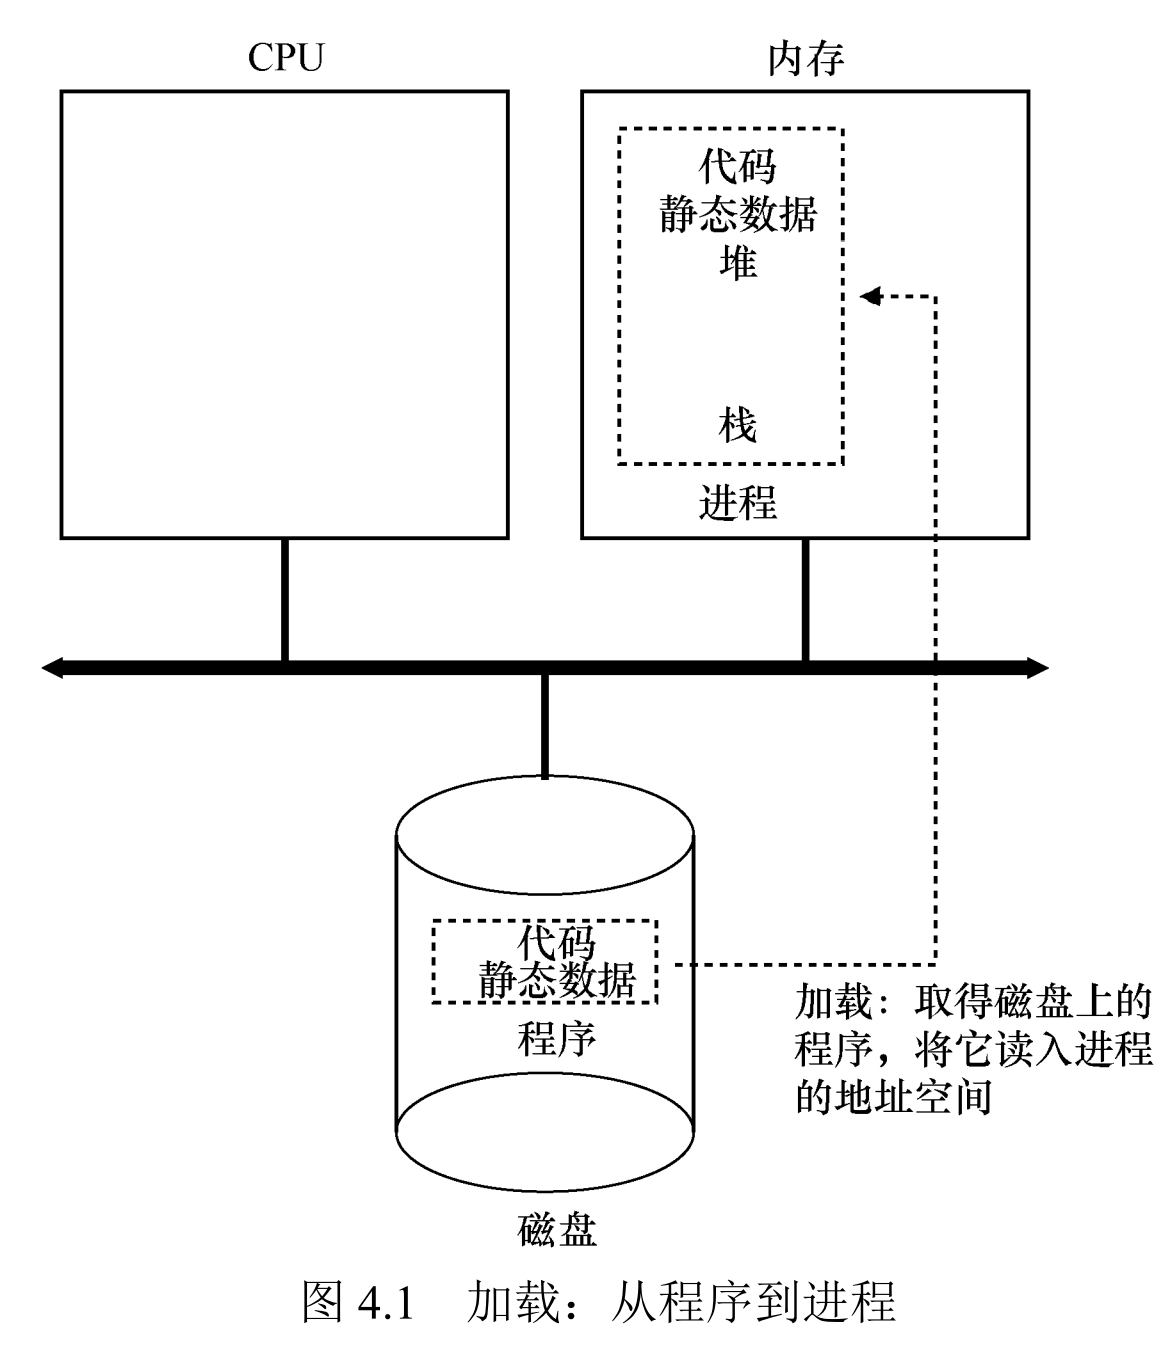 CPU
内存
代码
静态数据
堆
栈
进程
代码
静态数据
程序
加载：取得磁盘上的
程序，将它读入进程
的地址空间
磁盘
图 4.1 加载：从程序到进程